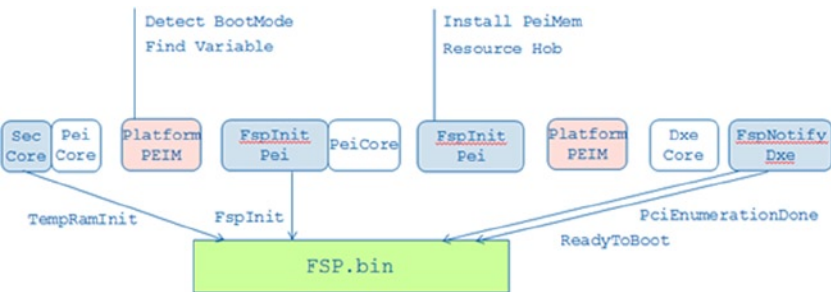 Detect BootMode
Find Variable
Install PeiMem
Resource Hob
Sec Core
Pei Core
Platform PEIM
FspInit Pei
PeiCore
FspInit Pei
Platform PEIM
Dxe Core
FspNotify Dxe
TempRamInit
FspInit
PciEnumerationDone
ReadyToBoot
FSP.bin